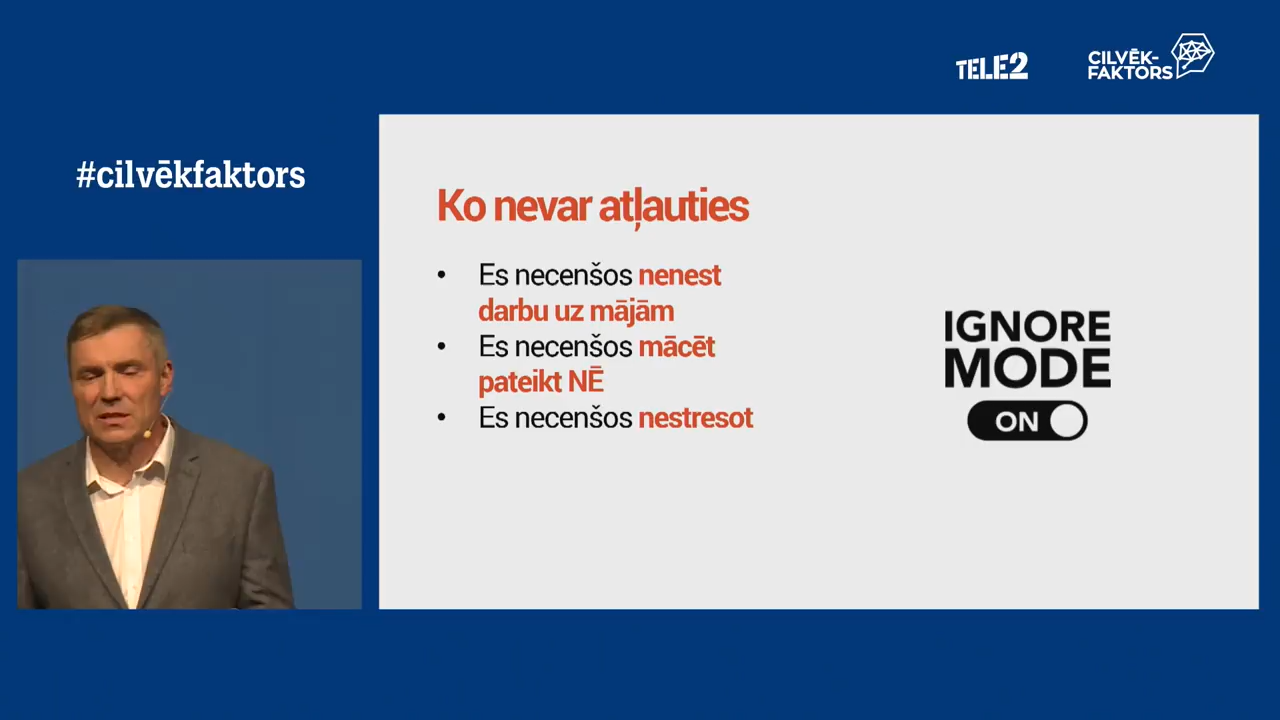 TELE2
CILVĒK-
FAKTORS
#cilvēkfaktors
Ko nevar atļauties
• Es necenšos nenest
darbu uz mājām
• Es necenšos mācēt
pateikt NĒ
• Es necenšos nestresot
IGNORE
MODE
ON